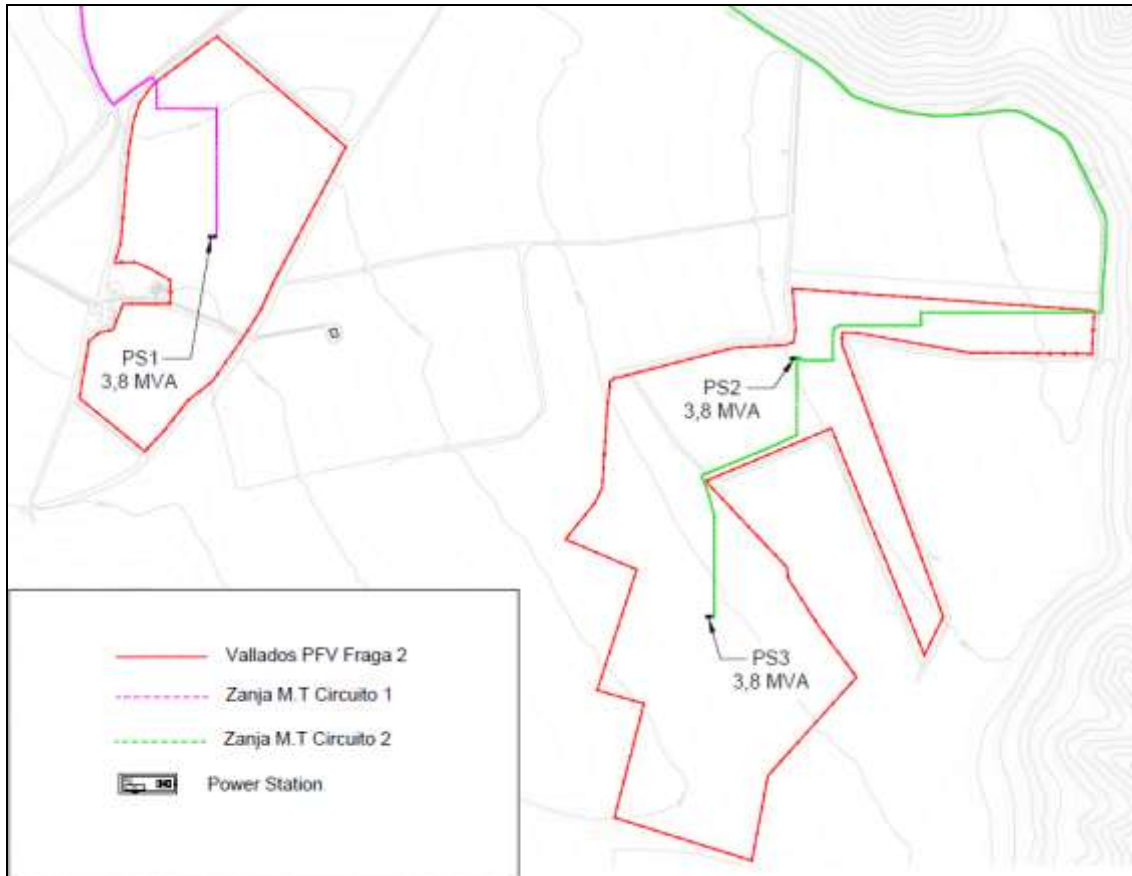 PS1
3,8 MVA
PS2
3,8 MVA
PS3
3,8 MVA
Vallados PFV Fraga 2
Zanja M.T Circuito 1
Zanja M.T Circuito 2
Power Station